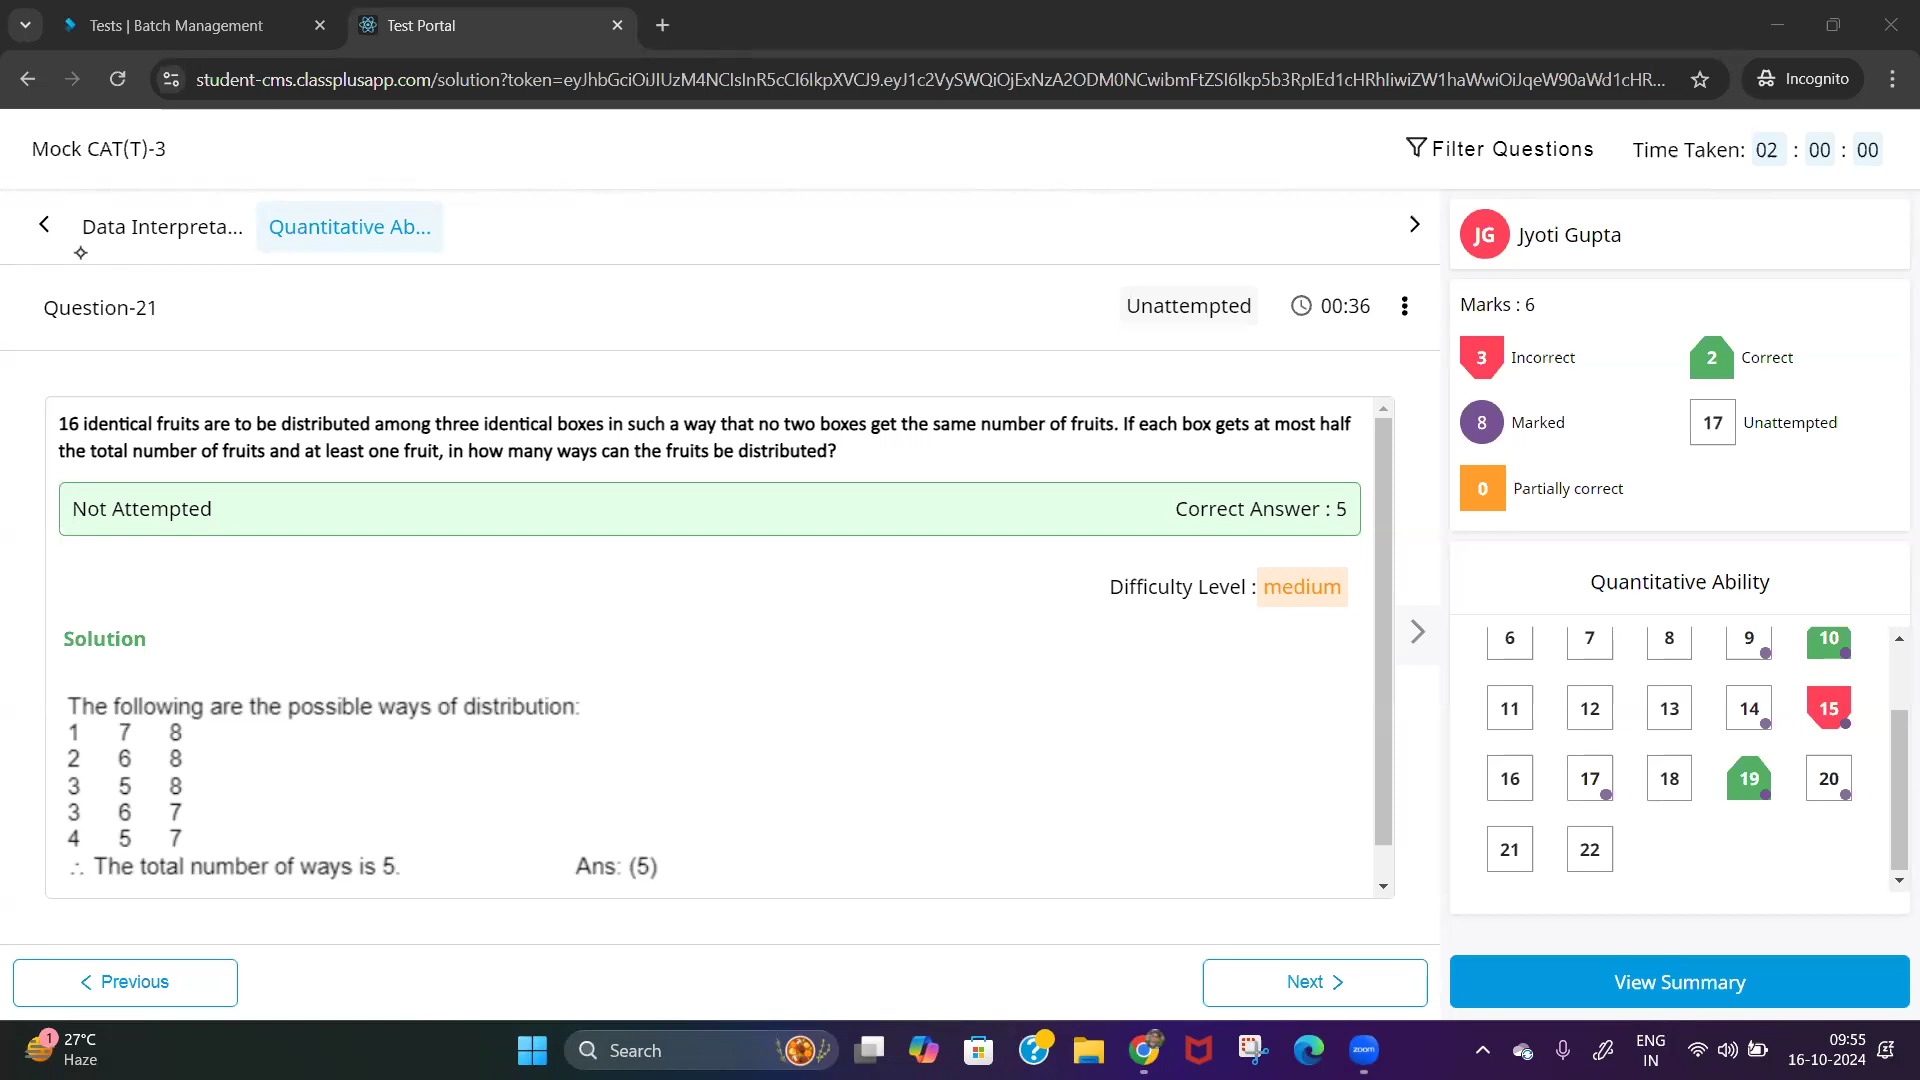 Tests | Batch Management
Test Portal
student-cms.classplusapp.com/solution?token=eyJhbGciOiJIUzM4NCIsInR5cCI6IkpXVCJ9.eyJ1c2VySWQiOjExNzA2ODM0NCwibmFtZSI6Ikp5b3RpIEd1cHRhIiwiZW1haWwiOiJqeW90aWd1cHR...
Incognito
Mock CAT(T)-3
Filter Questions
Time Taken: 02 : 00 : 00
Data Interpreta...
Quantitative Ab...
JG Jyoti Gupta
Question-21
Unattempted
00:36
Marks : 6
3 Incorrect
2 Correct
8 Marked
17 Unattempted
0 Partially correct
16 identical fruits are to be distributed among three identical boxes in such a way that no two boxes get the same number of fruits. If each box gets at most half
the total number of fruits and at least one fruit, in how many ways can the fruits be distributed?
Not Attempted
Correct Answer : 5
Difficulty Level : medium
Solution
The following are the possible ways of distribution:
1 7 8
2 6 8
3 5 8
3 6 7
4 5 7
∴ The total number of ways is 5. Ans: (5)
Quantitative Ability
6 7 8 9 10
11 12 13 14 15
16 17 18 19 20
21 22
Previous
Next
View Summary
1
27°C
Haze
Search
zoom
ENG
IN
09:55
16-10-2024